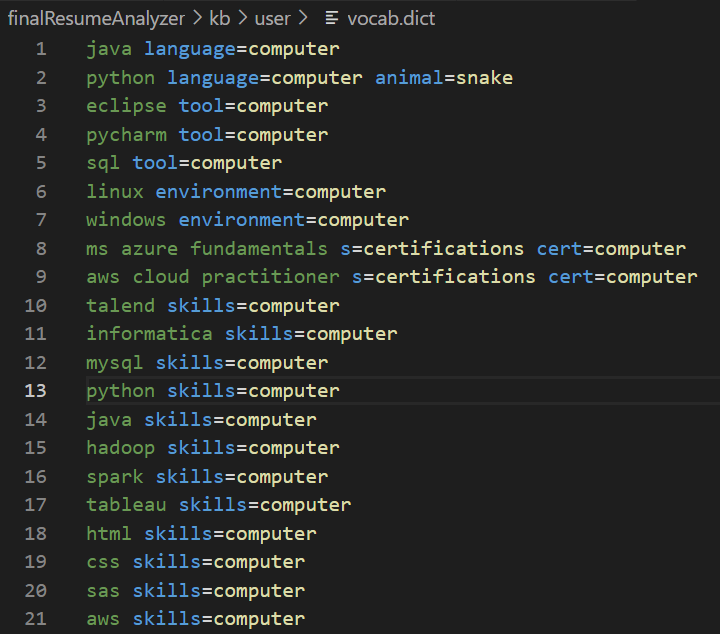 finalResumeAnalyzer > kb > user > vocab.dict
1 java language=computer
2 python language=computer animal=snake
3 eclipse tool=computer
4 pycharm tool=computer
5 sql tool=computer
6 linux environment=computer
7 windows environment=computer
8 ms azure fundamentals s=certifications cert=computer
9 aws cloud practitioner s=certifications cert=computer
10 talend skills=computer
11 informatica skills=computer
12 mysql skills=computer
13 python skills=computer
14 java skills=computer
15 hadoop skills=computer
16 spark skills=computer
17 tableau skills=computer
18 html skills=computer
19 css skills=computer
20 sas skills=computer
21 aws skills=computer